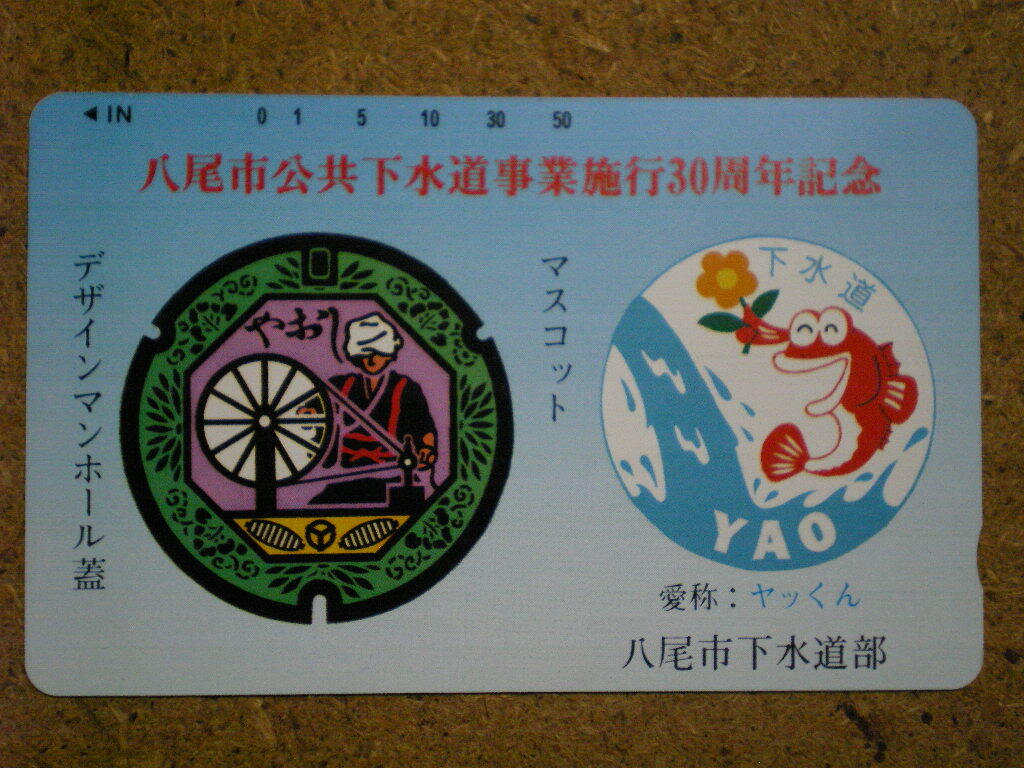 ◀ IN 0 1 5 10 30 50
八尾市公共下水道事業施行30周年記念
デザインマンホール蓋
やおし
マスコット
下水道
YAO
愛称：ヤッくん
八尾市下水道部